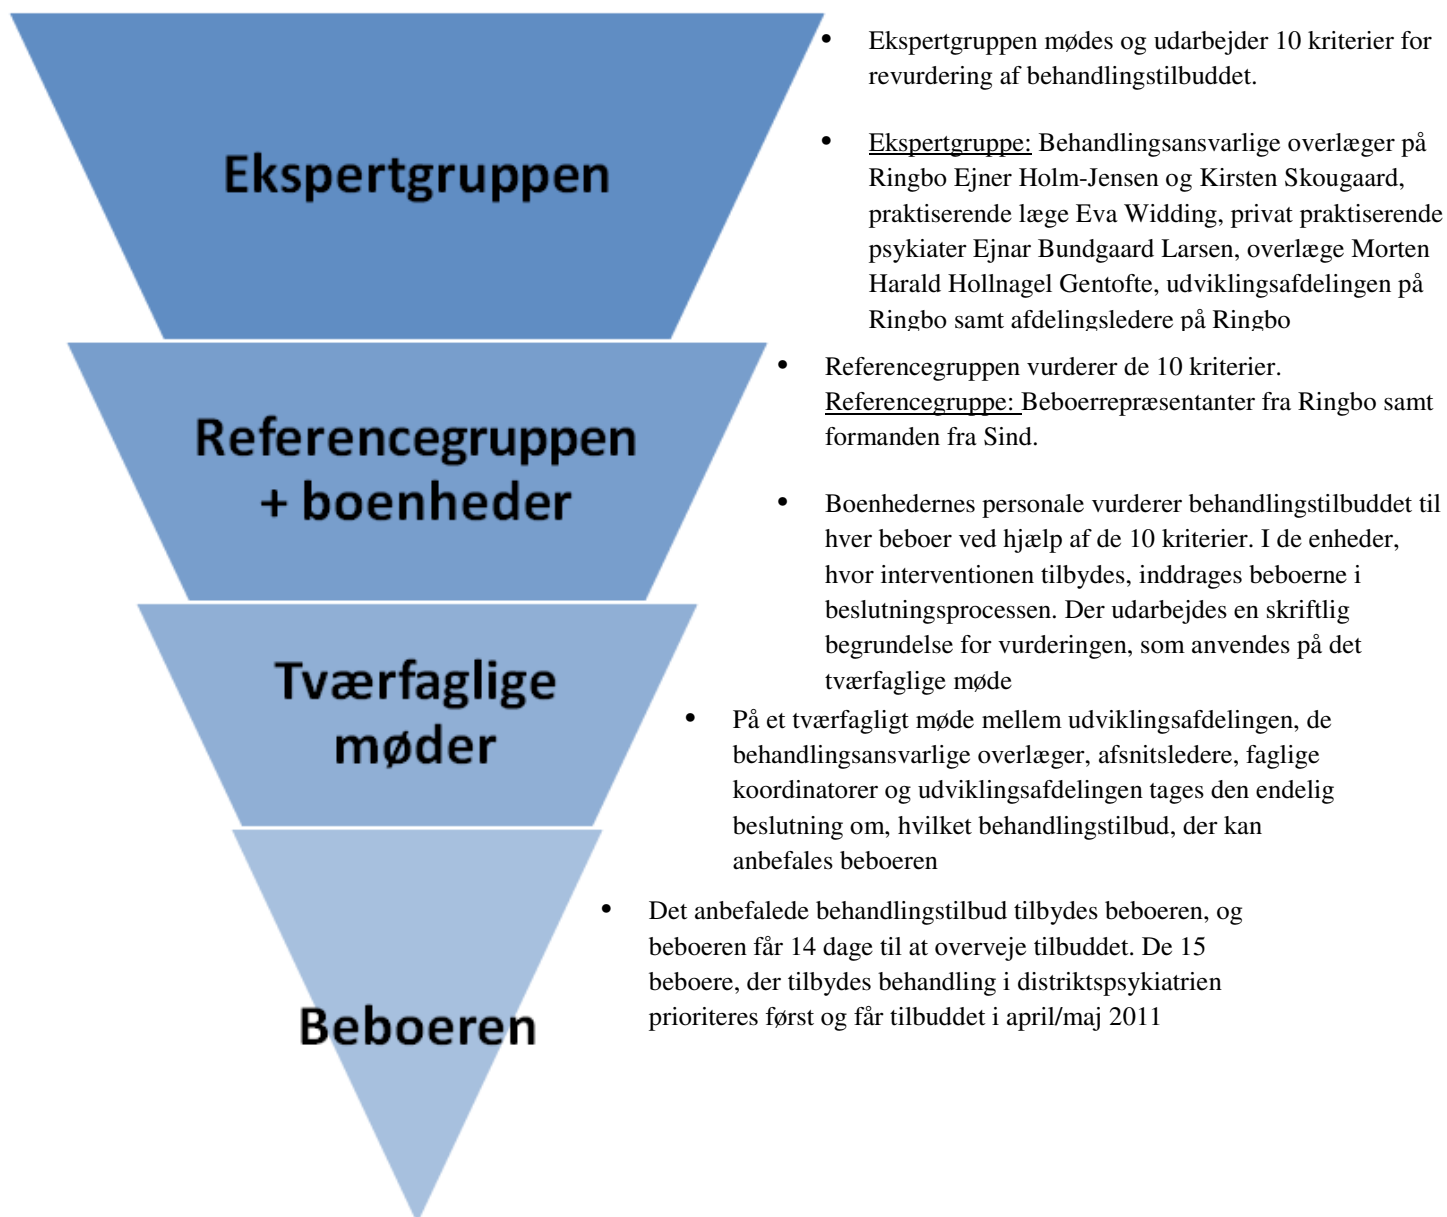 Ekspertgruppen
• Ekspertgruppen mødes og udarbejder 10 kriterier for
revurdering af behandlingstilbuddet.
• Ekspertgruppe: Behandlingsansvarlige overlæger på
Ringbo Ejner Holm-Jensen og Kirsten Skougaard,
praktiserende læge Eva Widding, privat praktiserende
psykiater Ejnar Bundgaard Larsen, overlæge Morten
Harald Hollnagel Gentofte, udviklingsafdelingen på
Ringbo samt afdelingsledere på Ringbo
Referencegruppen
+ boenheder
• Referencegruppen vurderer de 10 kriterier.
Referencegruppe: Beboerrepræsentanter fra Ringbo samt
formanden fra Sind.
• Boenhedernes personale vurderer behandlingstilbuddet til
hver beboer ved hjælp af de 10 kriterier. I de enheder,
hvor interventionen tilbydes, inddrages beboerne i
beslutningsprocessen. Der udarbejdes en skriftlig
begrundelse for vurderingen, som anvendes på det
tværfaglige møde
Tværfaglige
møder
• På et tværfagligt møde mellem udviklingsafdelingen, de
behandlingsansvarlige overlæger, afsnitsledere, faglige
koordinatorer og udviklingsafdelingen tages den endelig
beslutning om, hvilket behandlingstilbud, der kan
anbefales beboeren
Beboeren
• Det anbefalede behandlingstilbud tilbydes beboeren, og
beboeren får 14 dage til at overveje tilbuddet. De 15
beboere, der tilbydes behandling i distriktspsykiatrien
prioriteres først og får tilbuddet i april/maj 2011